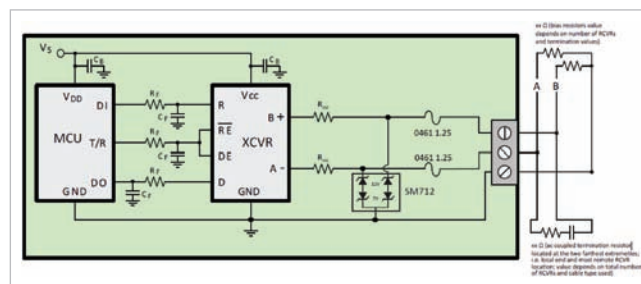 xx Ω (bias resistors value
depends on number of RCVRs
and termination values).
Vs
CB
CB
VDD
DI
RF
CF
R
Vcc
MCU
T/R
RF
CF
RE
DE
XCVR
B +
A -
DO
RF
CF
D
GND
GND
0461 1.25
0461 1.25
SM712
A
B
xx Ω (ac coupled termination resistor
located at the two farthest extremeties;
i.e. local end and most remote RCVR
location; value depends on total number
of RCVRs and cable type used).